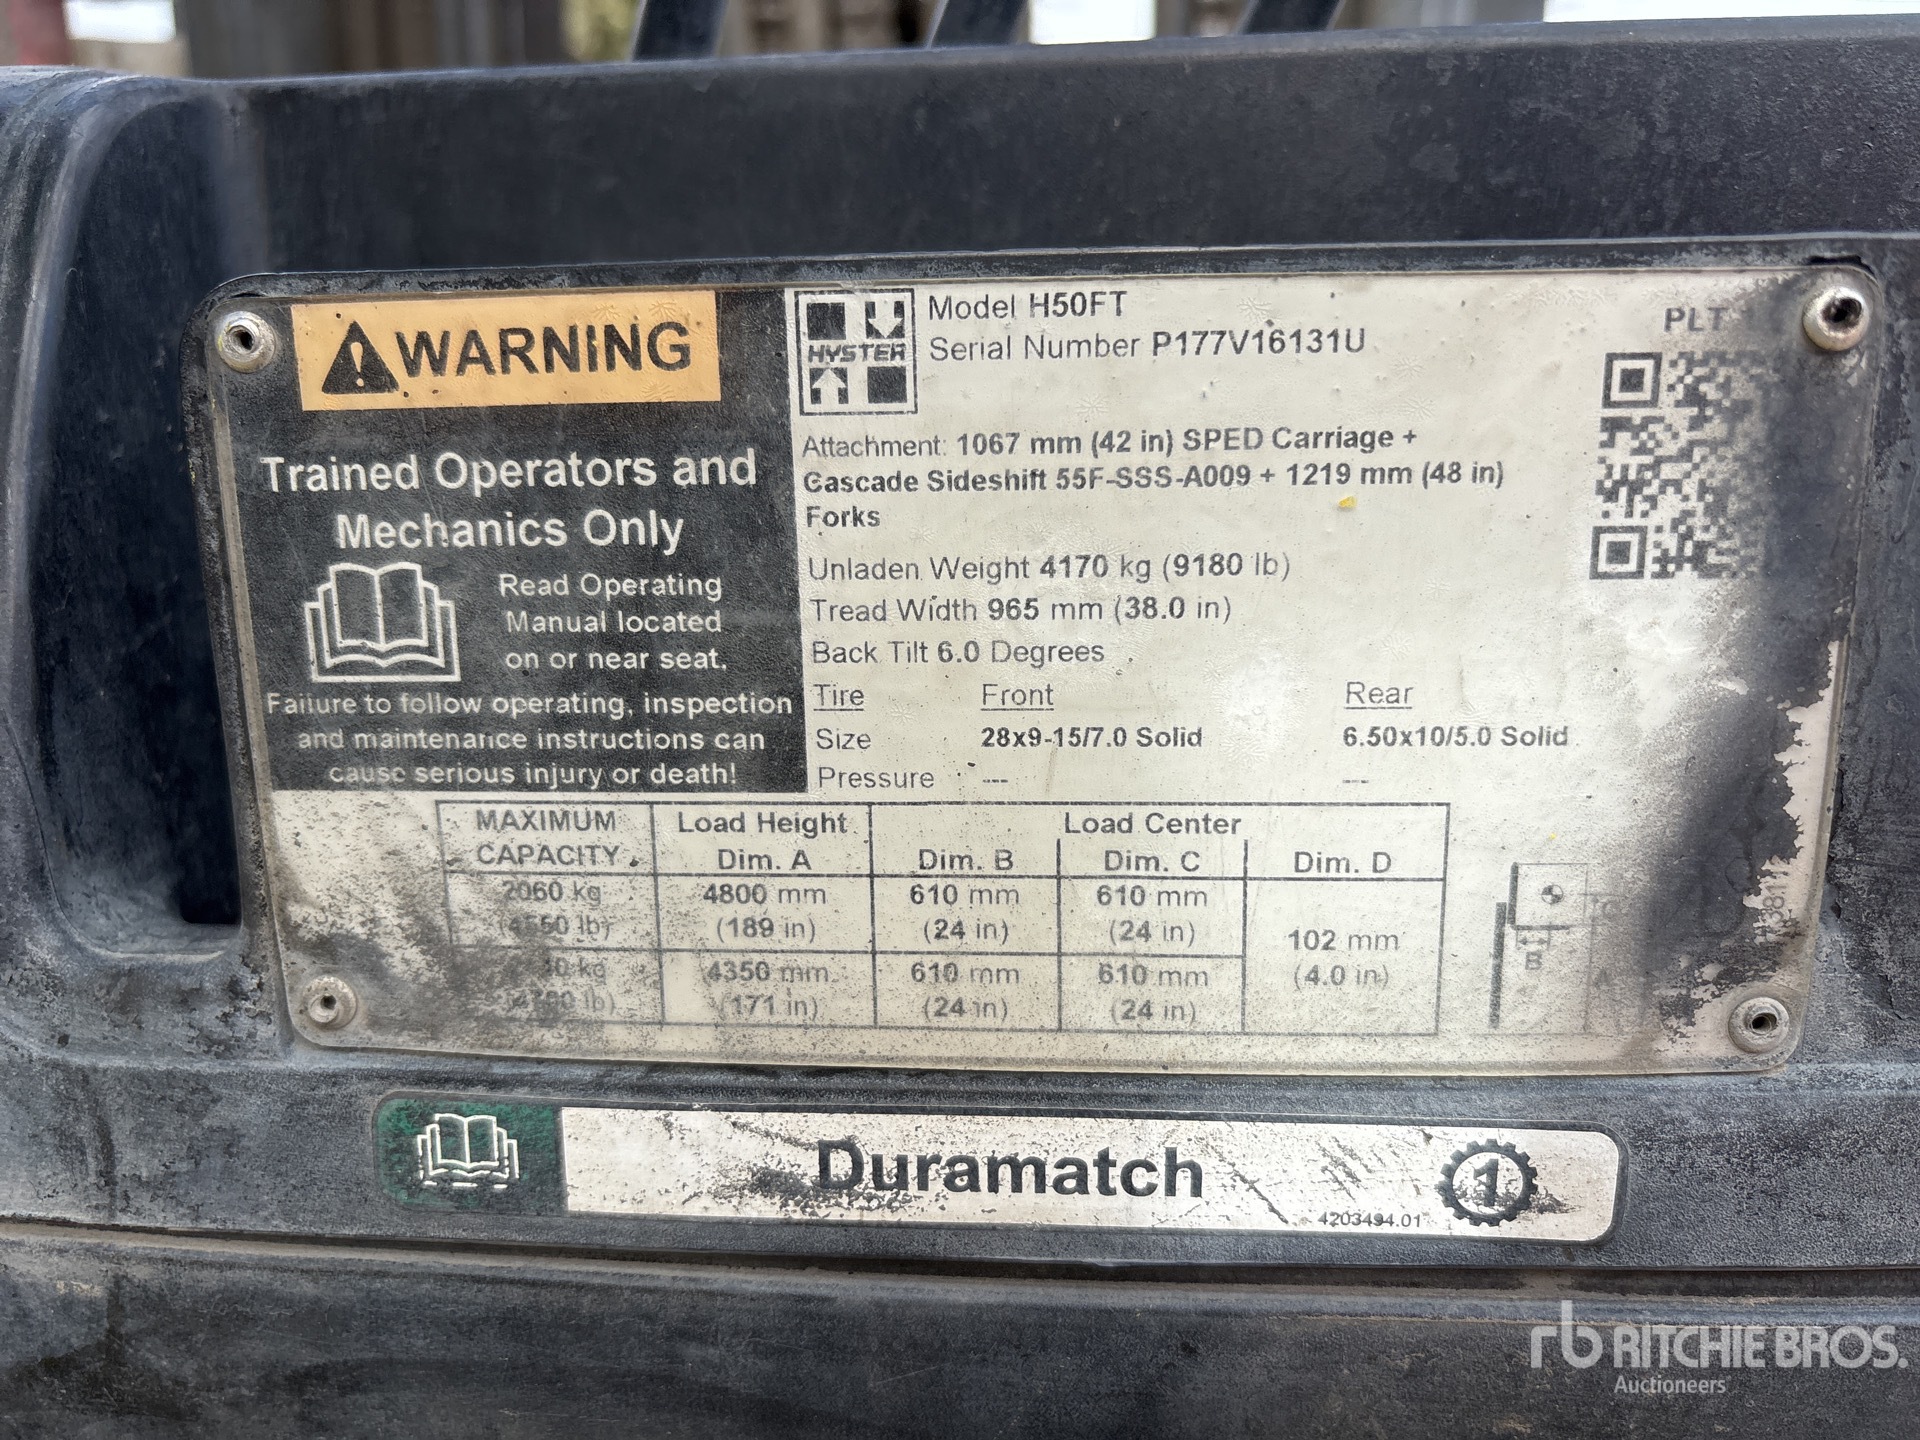 WARNING
Trained Operators and
Mechanics Only
Read Operating
Manual located
on or near seat.
Failure to follow operating, inspection
and maintenance instructions can
cause serious injury or death!
HYSTER
Model H50FT
Serial Number P177V16131U
PLT
Attachment: 1067 mm (42 in) SPED Carriage +
Cascade Sideshift 55F-SSS-A009 + 1219 mm (48 in)
Forks
Unladen Weight 4170 kg (9180 lb)
Tread Width 965 mm (38.0 in)
Back Tilt 6.0 Degrees
Tire Front Rear
Size 28x9-15/7.0 Solid 6.50x10/5.0 Solid
Pressure --- ---
MAXIMUM Load Height Load Center
CAPACITY Dim. A Dim. B Dim. C Dim. D
2060 kg 4800 mm 610 mm 610 mm
lb) (189 in) (24 in) (24 in)
102 mm
(4.0 in)
kg 4350 mm 610 mm 610 mm
lb) (171 in) (24 in) (24 in)
B
A
Duramatch
1
4203494.01
rb RITCHIE BROS.
Auctioneers